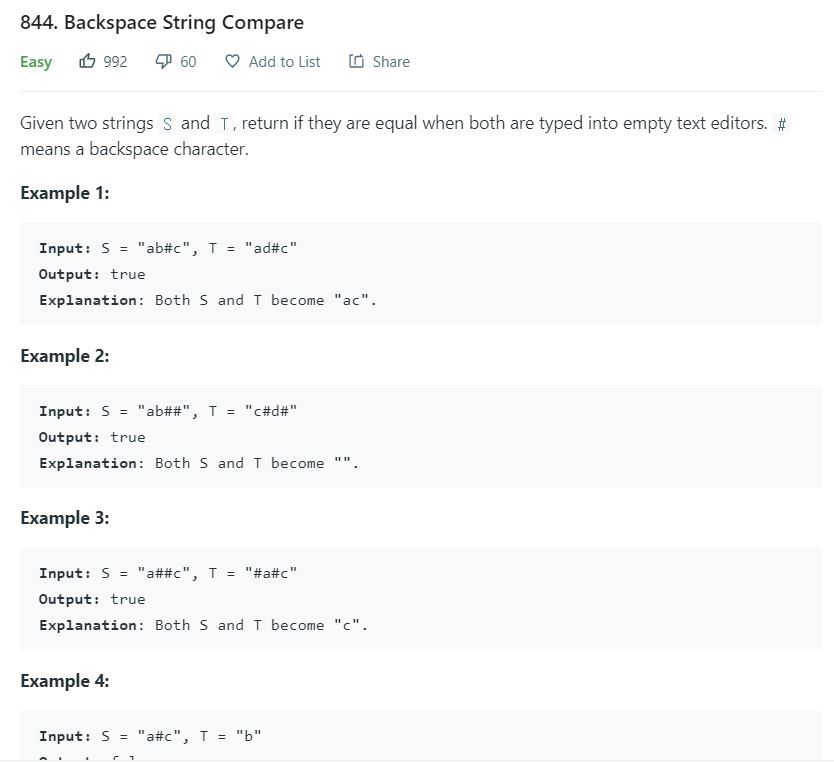 844. Backspace String Compare
Easy 992 60 Add to List Share
Given two strings S and T, return if they are equal when both are typed into empty text editors. #
means a backspace character.
Example 1:
Input: S = "ab#c", T = "ad#c"
Output: true
Explanation: Both S and T become "ac".
Example 2:
Input: S = "ab##", T = "c#d#"
Output: true
Explanation: Both S and T become "".
Example 3:
Input: S = "a##c", T = "#a#c"
Output: true
Explanation: Both S and T become "c".
Example 4:
Input: S = "a#c", T = "b"